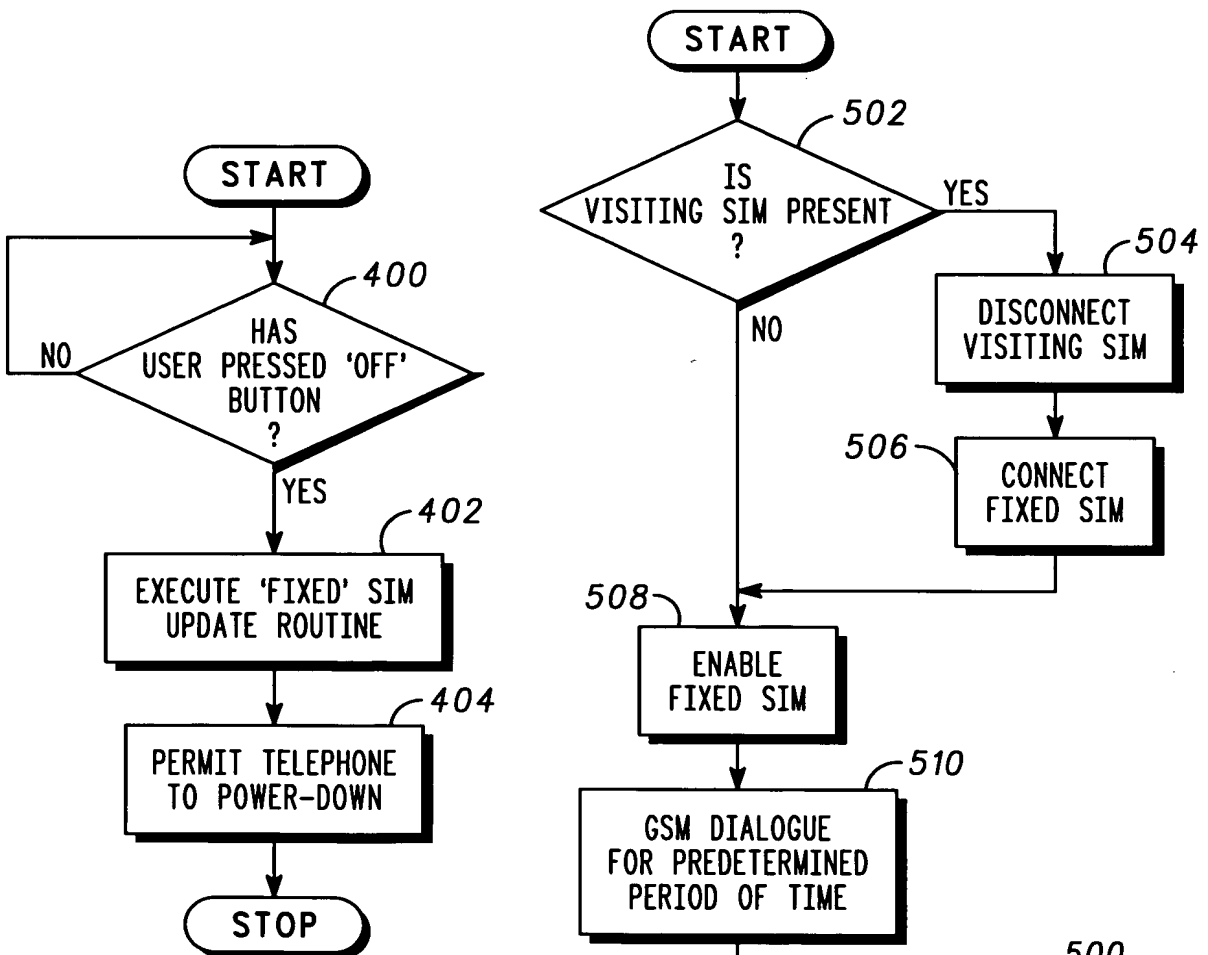 START
400
HAS
USER PRESSED ‘OFF’
BUTTON
?
NO
YES
402
EXECUTE ‘FIXED’ SIM
UPDATE ROUTINE
404
PERMIT TELEPHONE
TO POWER-DOWN
STOP
START
502
IS
VISITING SIM PRESENT
?
YES
NO
504
DISCONNECT
VISITING SIM
506
CONNECT
FIXED SIM
508
ENABLE
FIXED SIM
510
GSM DIALOGUE
FOR PREDETERMINED
PERIOD OF TIME